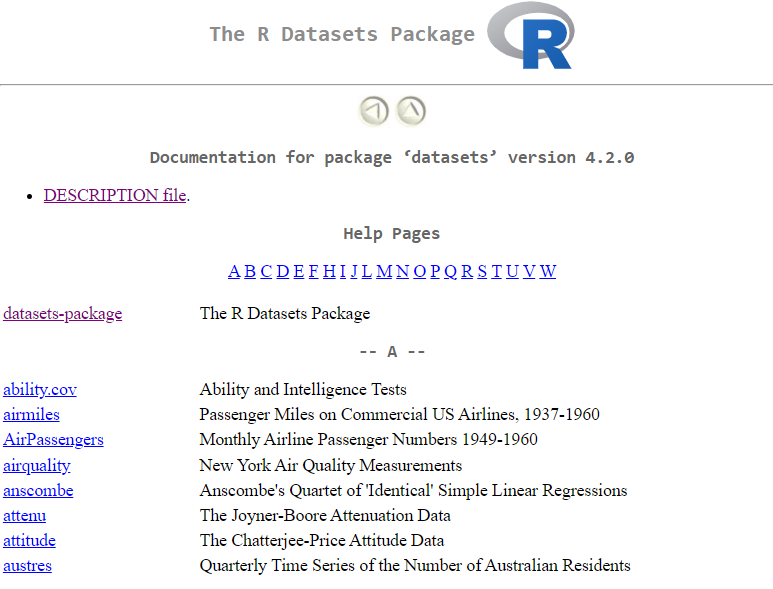 The R Datasets Package
R
Documentation for package ‘datasets’ version 4.2.0
DESCRIPTION file.
Help Pages
A B C D E F H I J L M N O P Q R S T U V W
datasets-package The R Datasets Package
-- A --
ability.cov Ability and Intelligence Tests
airmiles Passenger Miles on Commercial US Airlines, 1937-1960
AirPassengers Monthly Airline Passenger Numbers 1949-1960
airquality New York Air Quality Measurements
anscombe Anscombe's Quartet of 'Identical' Simple Linear Regressions
attenu The Joyner-Boore Attenuation Data
attitude The Chatterjee-Price Attitude Data
austres Quarterly Time Series of the Number of Australian Residents